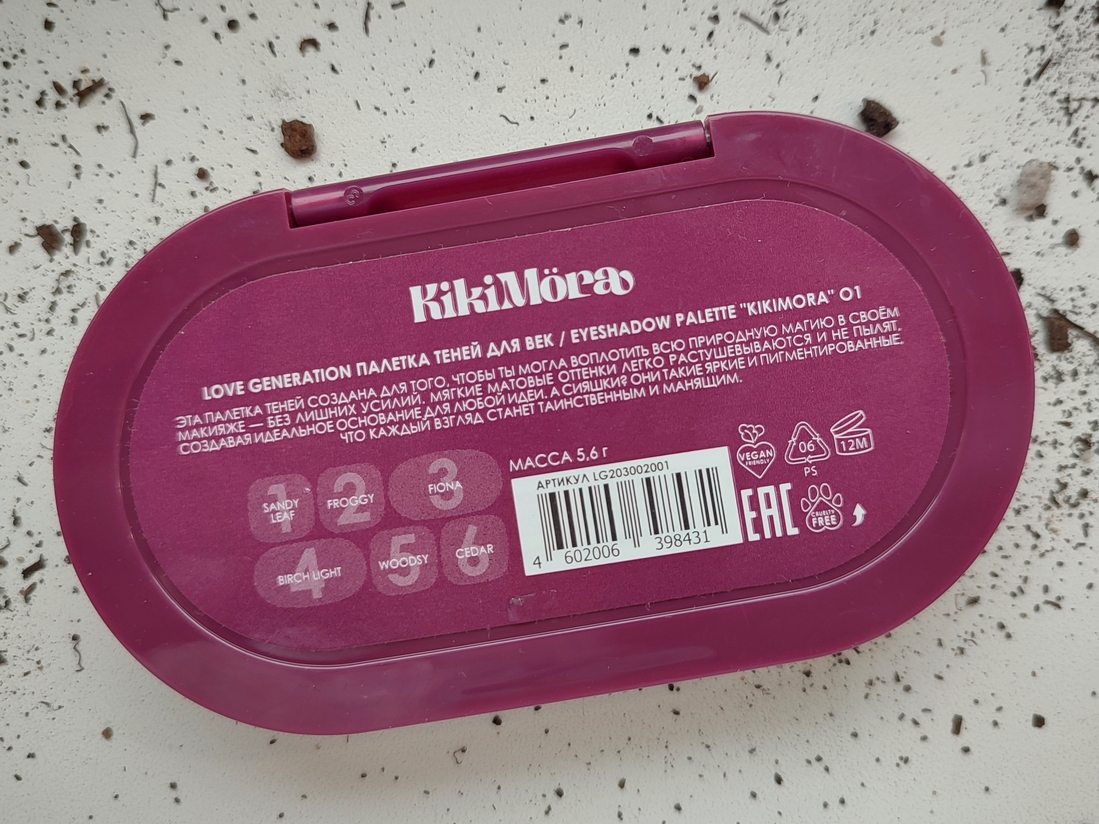 KikiMöra
LOVE GENERATION ПАЛЕТКА ТЕНЕЙ ДЛЯ ВЕК / EYESHADOW PALETTE "KIKIMORA" 01
ЭТА ПАЛЕТКА ТЕНЕЙ СОЗДАНА ДЛЯ ТОГО, ЧТОБЫ ТЫ МОГЛА ВОПЛОТИТЬ ВСЮ ПРИРОДНУЮ МАГИЮ В СВОЁМ
МАКИЯЖЕ — БЕЗ ЛИШНИХ УСИЛИЙ. МЯГКИЕ МАТОВЫЕ ОТТЕНКИ ЛЕГКО РАСТУШЕВЫВАЮТСЯ И НЕ ПЫЛЯТ,
СОЗДАВАЯ ИДЕАЛЬНОЕ ОСНОВАНИЕ ДЛЯ ЛЮБОЙ ИДЕИ. А СИЯШКИ? ОНИ ТАКИЕ ЯРКИЕ И ПИГМЕНТИРОВАННЫЕ,
ЧТО КАЖДЫЙ ВЗГЛЯД СТАНЕТ ТАИНСТВЕННЫМ И МАНЯЩИМ.
1 SANDY LEAF
2 FROGGY
3 FIONA
4 BIRCH LIGHT
5 WOODSY
6 CEDAR
МАССА 5,6 г
АРТИКУЛ LG203002001
4 602006 398431
VEGAN
FRIENDLY
06
PS
12M
EAC
CRUELTY
FREE